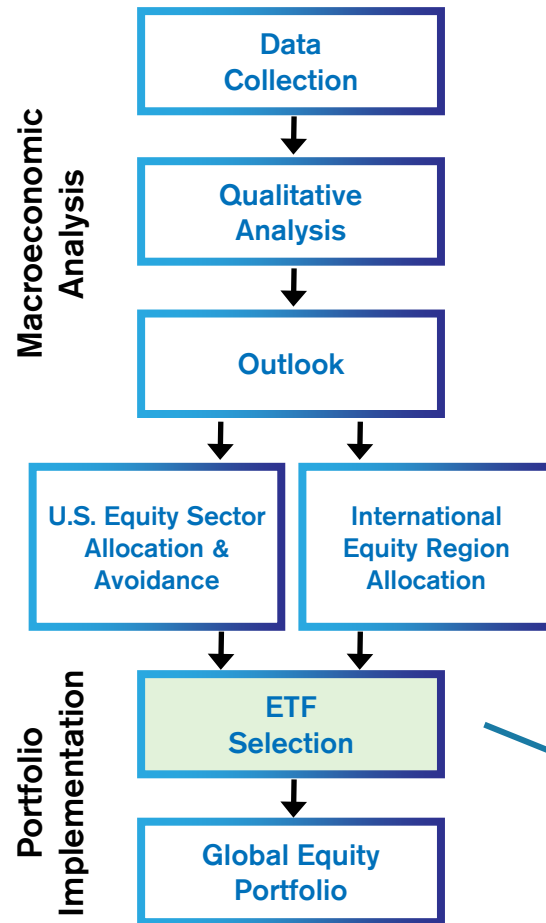 Macroeconomic
Analysis
Data
Collection
Qualitative
Analysis
Outlook
U.S. Equity Sector
Allocation &
Avoidance
International
Equity Region
Allocation
Portfolio
Implementation
ETF
Selection
Global Equity
Portfolio